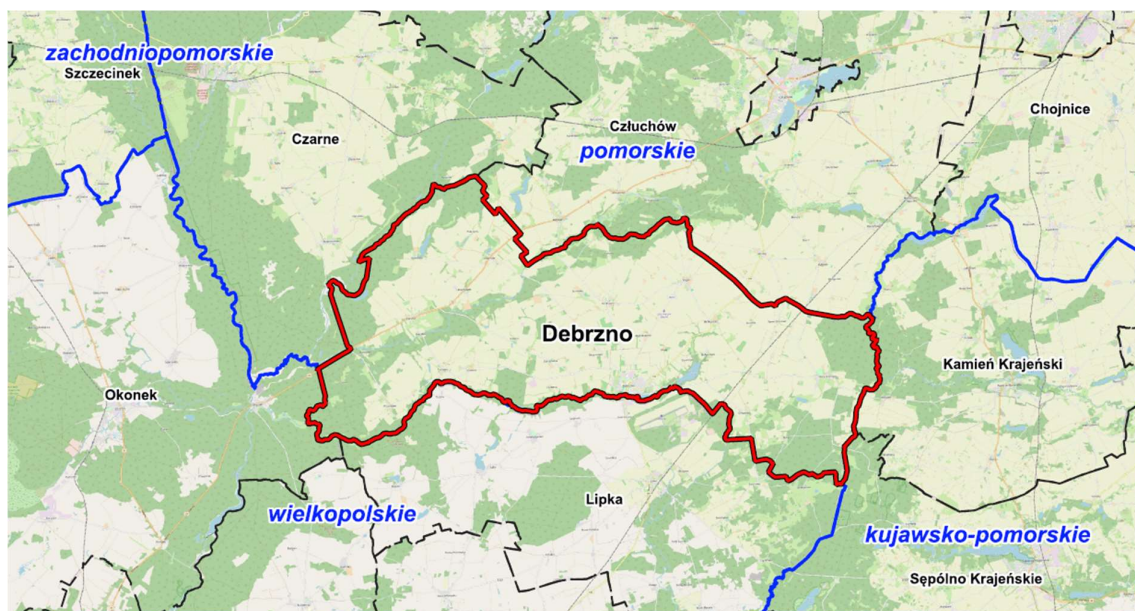 zachodniopomorskie
Szczecinek
Czarne
Człuchów
pomorskie
Chojnice
Debrzno
Kamień Krajeński
Okonek
Lipka
wielkopolskie
kujawsko-pomorskie
Sępólno Krajeńskie